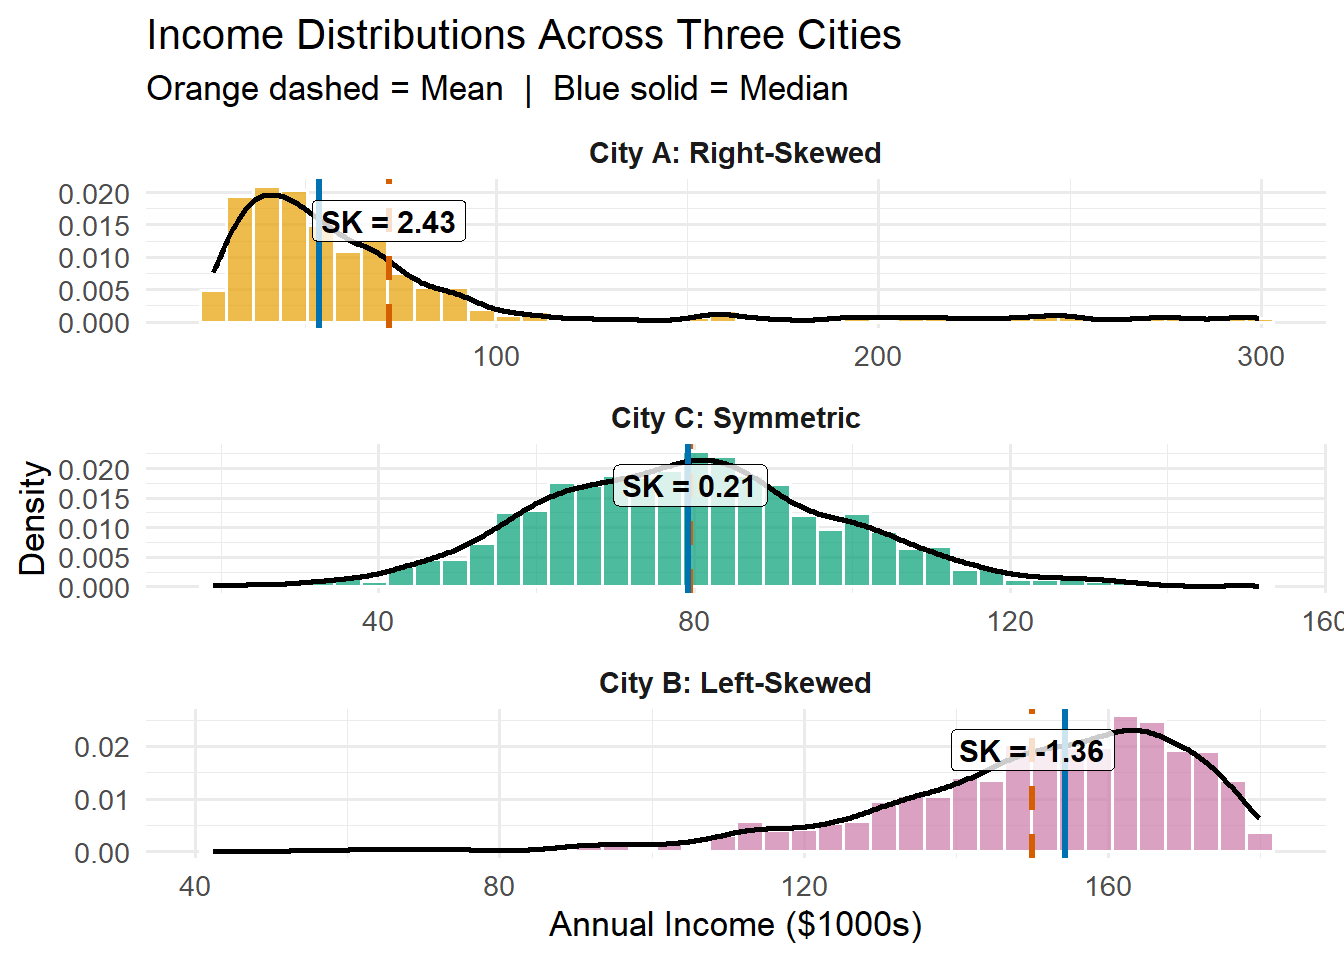 Income Distributions Across Three Cities
Orange dashed = Mean | Blue solid = Median
City A: Right-Skewed
0.020
0.015
0.010
0.005
0.000
SK = 2.43
100 200 300
City C: Symmetric
0.020
0.015
0.010
0.005
0.000
SK = 0.21
40 80 120 160
Density
City B: Left-Skewed
0.02
0.01
0.00
SK = -1.36
40 80 120 160
Annual Income ($1000s)